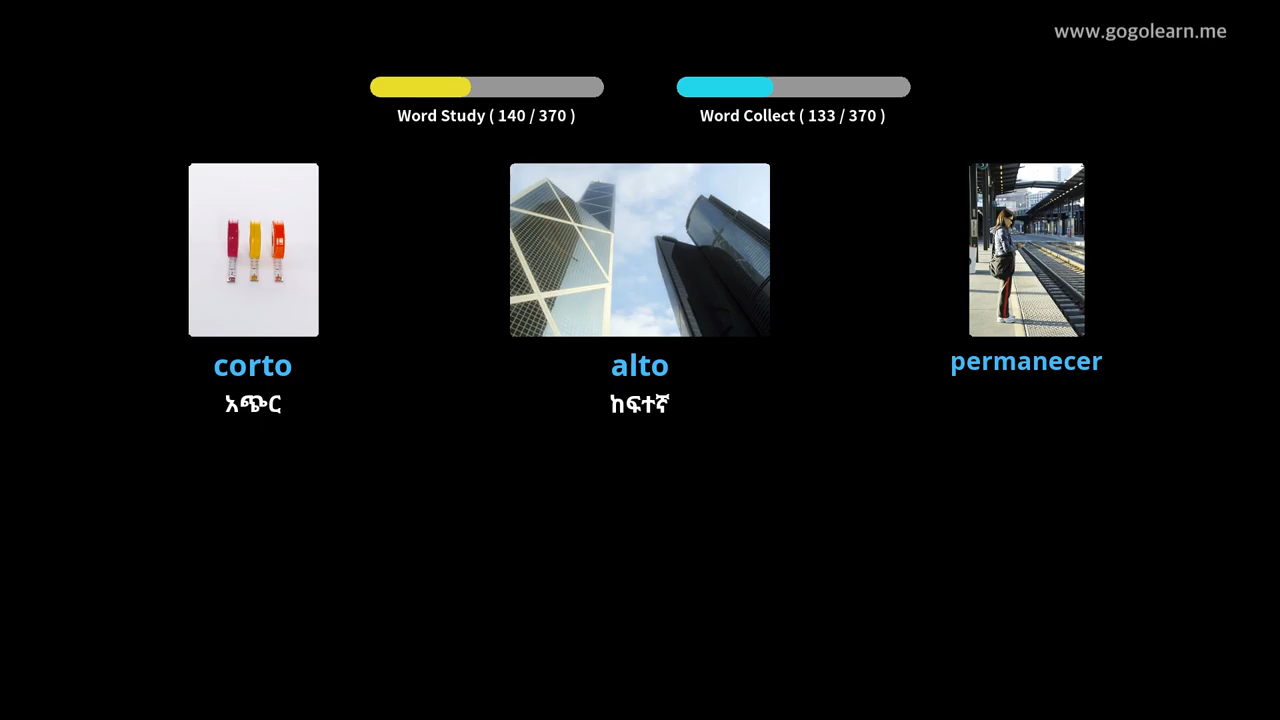 www.gogolearn.me
Word Study ( 140 / 370 )
Word Collect ( 133 / 370 )
corto
አጭር
alto
ከፍተኛ
permanecer